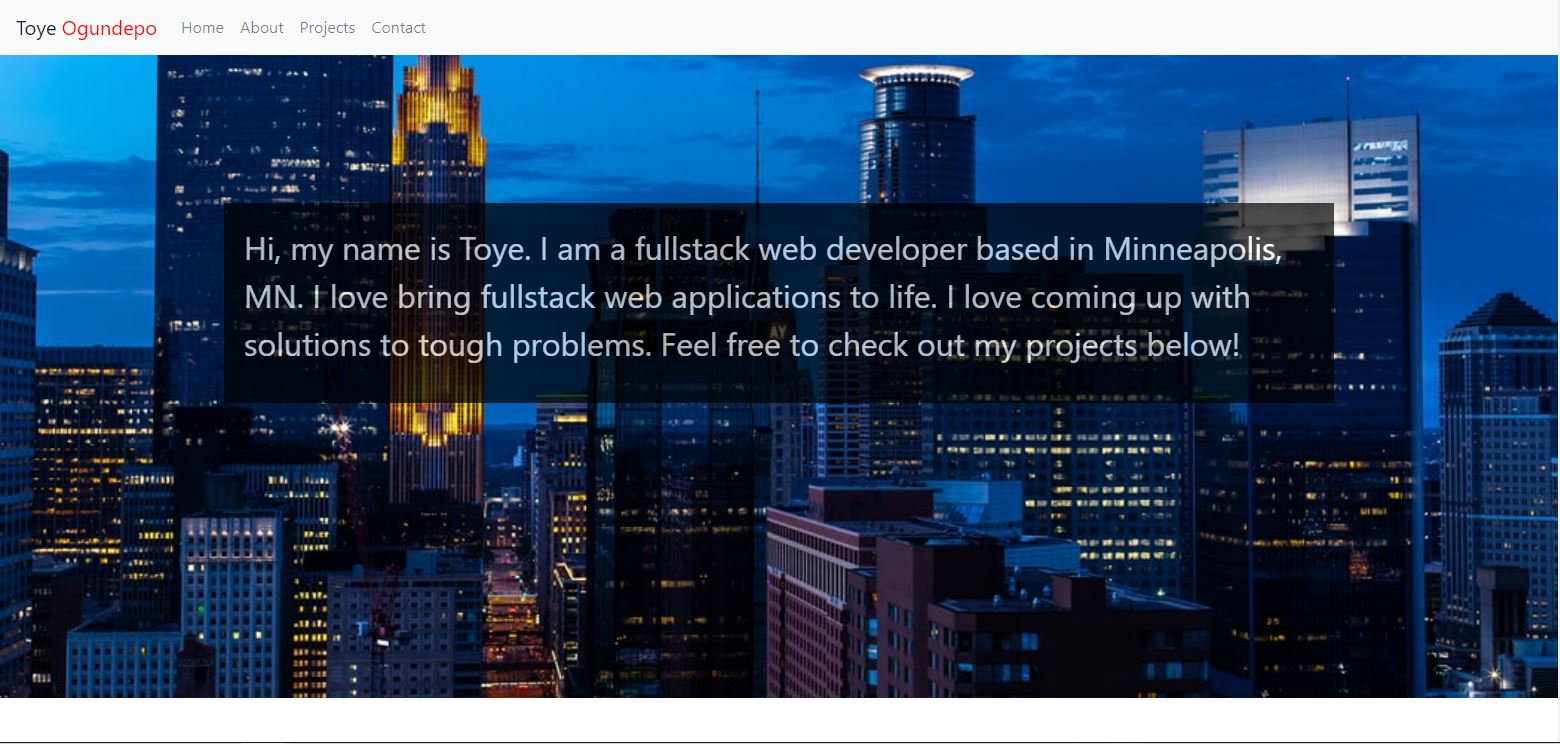 Toye Ogundepo Home About Projects Contact
Hi, my name is Toye. I am a fullstack web developer based in Minneapolis,
MN. I love bring fullstack web applications to life. I love coming up with
solutions to tough problems. Feel free to check out my projects below!